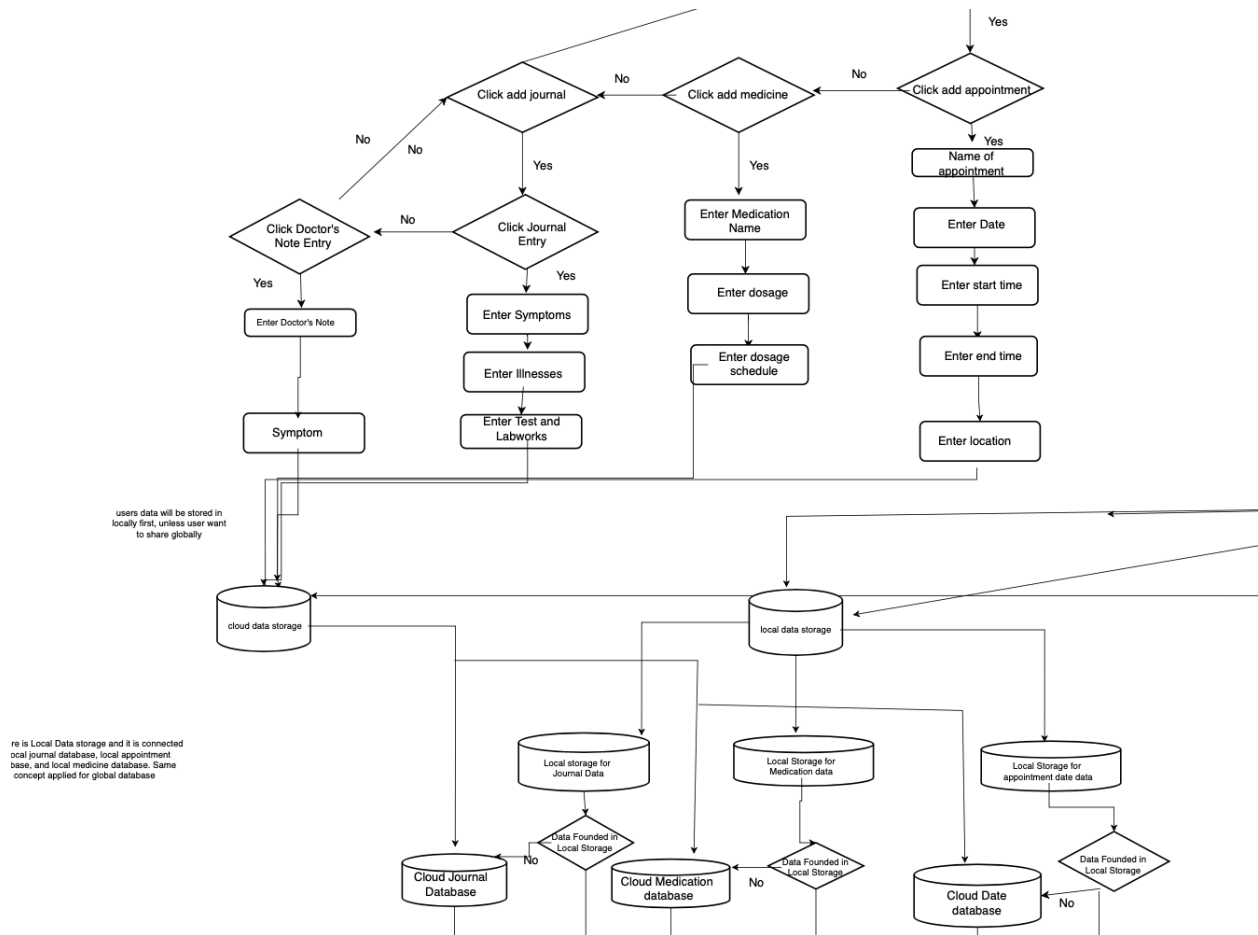 Yes
Click add journal
No
Click add medicine
No
Click add appointment
No
No
Yes
Yes
Yes
Name of
appointment
Click Doctor's
Note Entry
No
Click Journal
Entry
Enter Medication
Name
Enter Date
Yes
Yes
Enter Doctor's Note
Enter Symptoms
Enter dosage
Enter start time
Enter Illnesses
Enter dosage
schedule
Enter end time
Symptom
Enter Test and
Labworks
Enter location
users data will be stored in
locally first, unless user want
to share globally
cloud data storage
local data storage
re is Local Data storage and it is connected
ocal journal database, local appointment
base, and local medicine database. Same
concept applied for global database
Local storage for
Journal Data
Local Storage for
Medication data
Local Storage for
appointment date data
Data Founded in
Local Storage
No
Data Founded in
Local Storage
No
Data Founded in
Local Storage
No
Cloud Journal
Database
Cloud Medication
database
Cloud Date
database